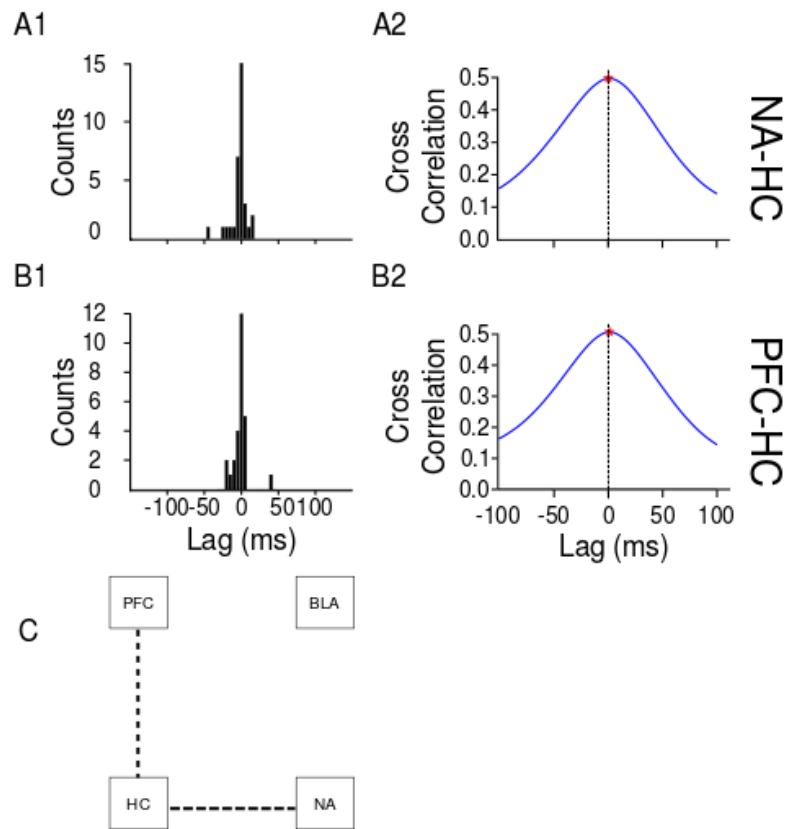 A1
Counts
15
10
5
0
A2
Cross
Correlation
0.5
0.4
0.3
0.2
0.1
0.0
NA-HC
B1
Counts
12
10
8
6
4
2
0
-100-50 0 50100
Lag (ms)
B2
Cross
Correlation
0.5
0.4
0.3
0.2
0.1
0.0
-100 -50 0 50 100
Lag (ms)
PFC-HC
C
PFC BLA
HC NA